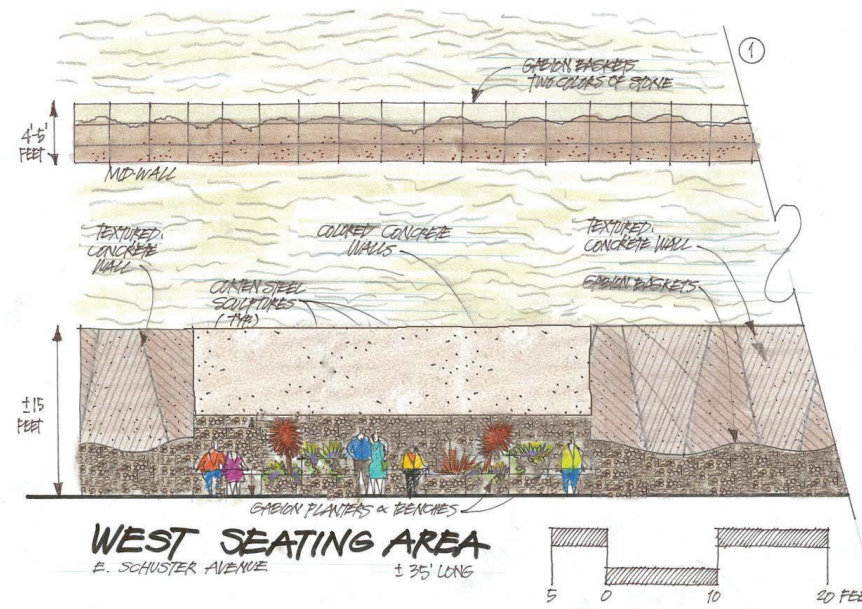 1
GABION BASKETS
TWO COLORS OF STONE
4'-5'
FEET
MID-WALL
TEXTURED
CONCRETE
WALL
COLORED CONCRETE
WALLS
TEXTURED
CONCRETE WALL
CORTEN STEEL
SCULPTURES
(TYP)
GABION BASKETS
±15
FEET
GABION PLANTERS & BENCHES
WEST SEATING AREA
E. SCHUSTER AVENUE
± 35' LONG
5 0 10 20 FEE